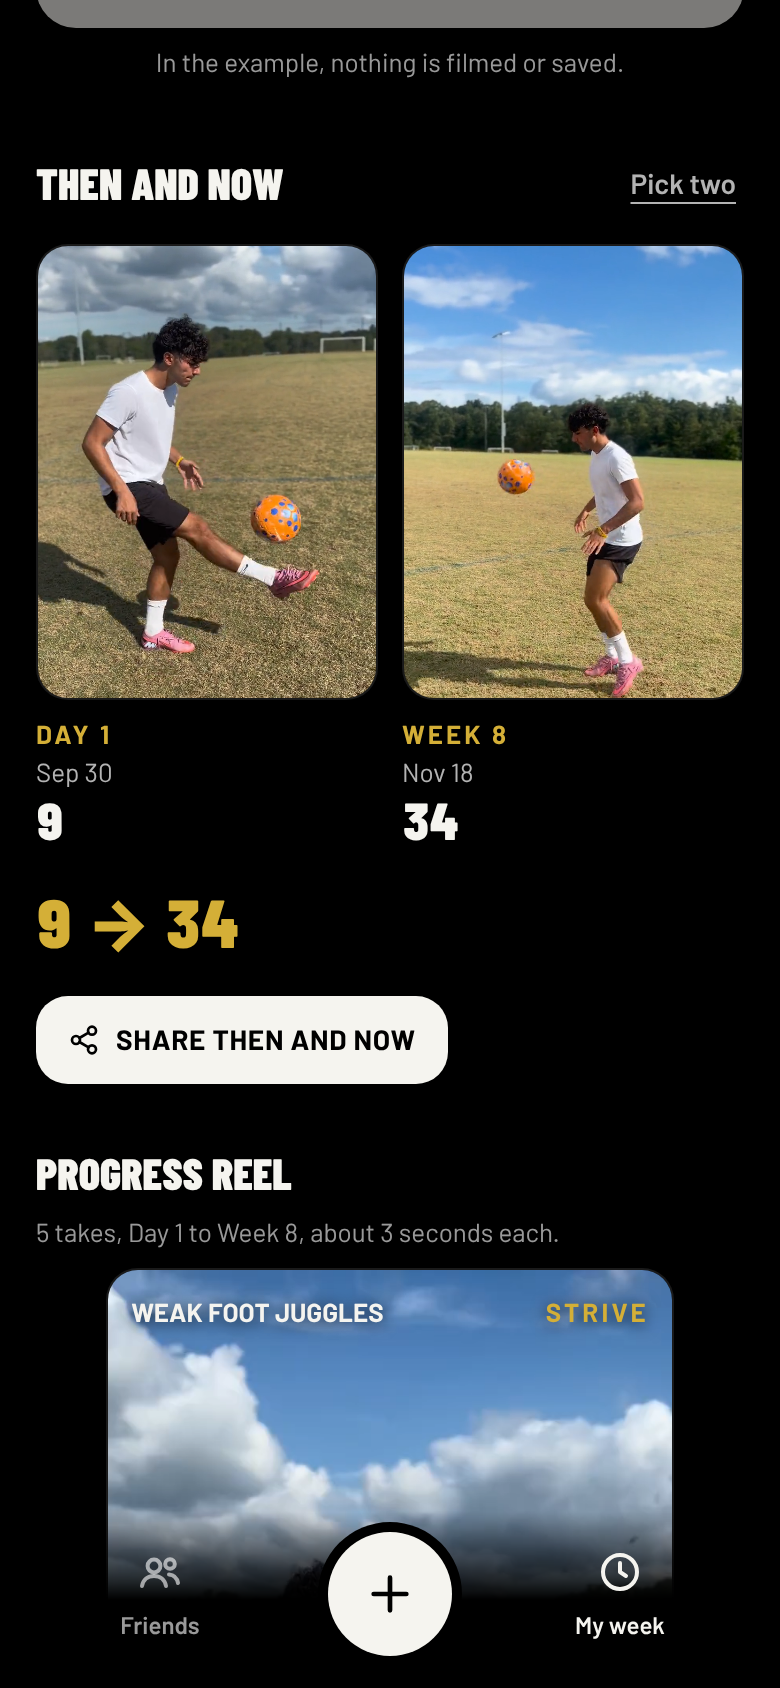 In the example, nothing is filmed or saved.
THEN AND NOW
Pick two
DAY 1
Sep 30
9
WEEK 8
Nov 18
34
9 → 34
SHARE THEN AND NOW
PROGRESS REEL
5 takes, Day 1 to Week 8, about 3 seconds each.
WEAK FOOT JUGGLES
STRIVE
Friends
My week